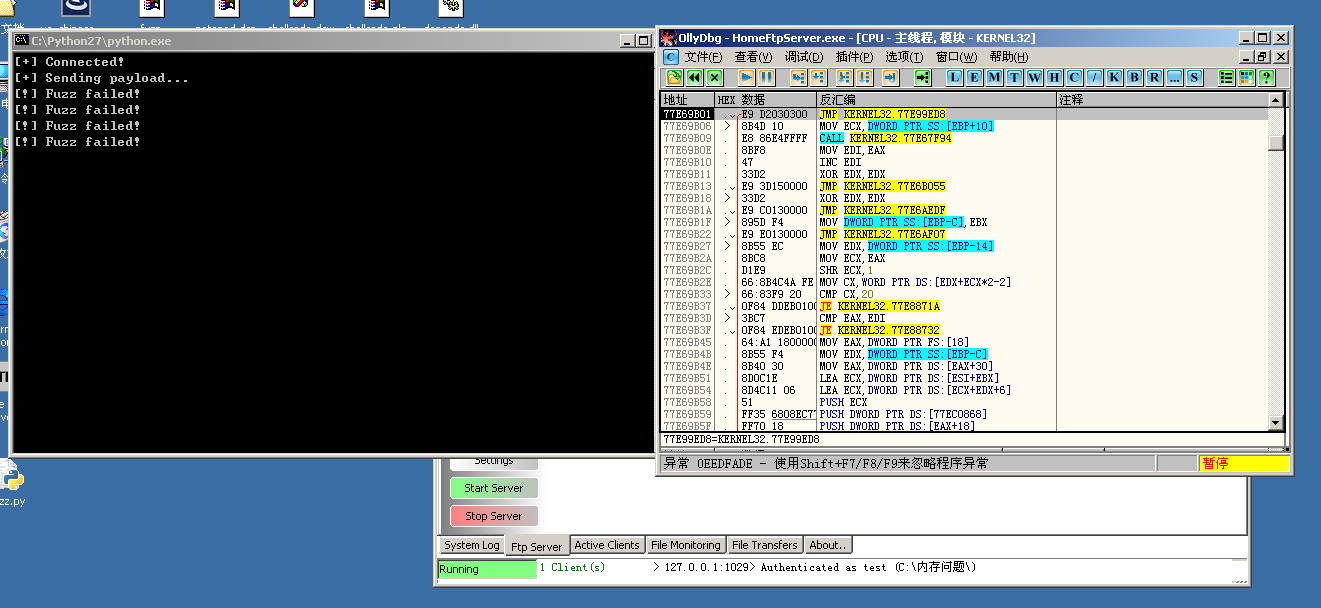 C:\Python27\python.exe
[+] Connected!
[+] Sending payload...
[!] Fuzz failed!
[!] Fuzz failed!
[!] Fuzz failed!
[!] Fuzz failed!
OllyDbg - HomeFtpServer.exe - [CPU - 主线程, 模块 - KERNEL32]
C 文件(F) 查看(V) 调试(D) 插件(P) 选项(T) 窗口(W) 帮助(H)
L E M T W H C / K B R ... S ?
地址 HEX 数据 反汇编 注释
77E69B01 E9 D2030300 JMP KERNEL32.77E99ED8
77E69B06 > 8B4D 10 MOV ECX,DWORD PTR SS:[EBP+10]
77E69B09 . E8 86E4FFFF CALL KERNEL32.77E67F94
77E69B0E . 8BF8 MOV EDI,EAX
77E69B10 . 47 INC EDI
77E69B11 . 33D2 XOR EDX,EDX
77E69B13 . E9 3D150000 JMP KERNEL32.77E6B055
77E69B18 > 33D2 XOR EDX,EDX
77E69B1A . E9 C0130000 JMP KERNEL32.77E6AEDF
77E69B1F > 895D F4 MOV DWORD PTR SS:[EBP-C],EBX
77E69B22 . E9 E0130000 JMP KERNEL32.77E6AF07
77E69B27 > 8B55 EC MOV EDX,DWORD PTR SS:[EBP-14]
77E69B2A . 8BC8 MOV ECX,EAX
77E69B2C . D1E9 SHR ECX,1
77E69B2E . 66:8B4C4A FE MOV CX,WORD PTR DS:[EDX+ECX*2-2]
77E69B33 > 66:83F9 20 CMP CX,20
77E69B37 . 0F84 DDEB0100 JE KERNEL32.77E8871A
77E69B3D > 3BC7 CMP EAX,EDI
77E69B3F . 0F84 EDEB0100 JE KERNEL32.77E88732
77E69B45 . 64:A1 1800000 MOV EAX,DWORD PTR FS:[18]
77E69B4B . 8B55 F4 MOV EDX,DWORD PTR SS:[EBP-C]
77E69B4E . 8B40 30 MOV EAX,DWORD PTR DS:[EAX+30]
77E69B51 . 8D0C1E LEA ECX,DWORD PTR DS:[ESI+EBX]
77E69B54 . 8D4C11 06 LEA ECX,DWORD PTR DS:[ECX+EDX+6]
77E69B58 . 51 PUSH ECX
77E69B59 . FF35 6808EC77 PUSH DWORD PTR DS:[77EC0868]
77E69B5F . FF70 18 PUSH DWORD PTR DS:[EAX+18]
77E99ED8=KERNEL32.77E99ED8
异常 0EEDFADE - 使用Shift+F7/F8/F9来忽略程序异常 暂停
Settings
Start Server
Stop Server
System Log Ftp Server Active Clients File Monitoring File Transfers About..
Running 1 Client(s) > 127.0.0.1:1029> Authenticated as test (C:\内存问题\)
zz.py